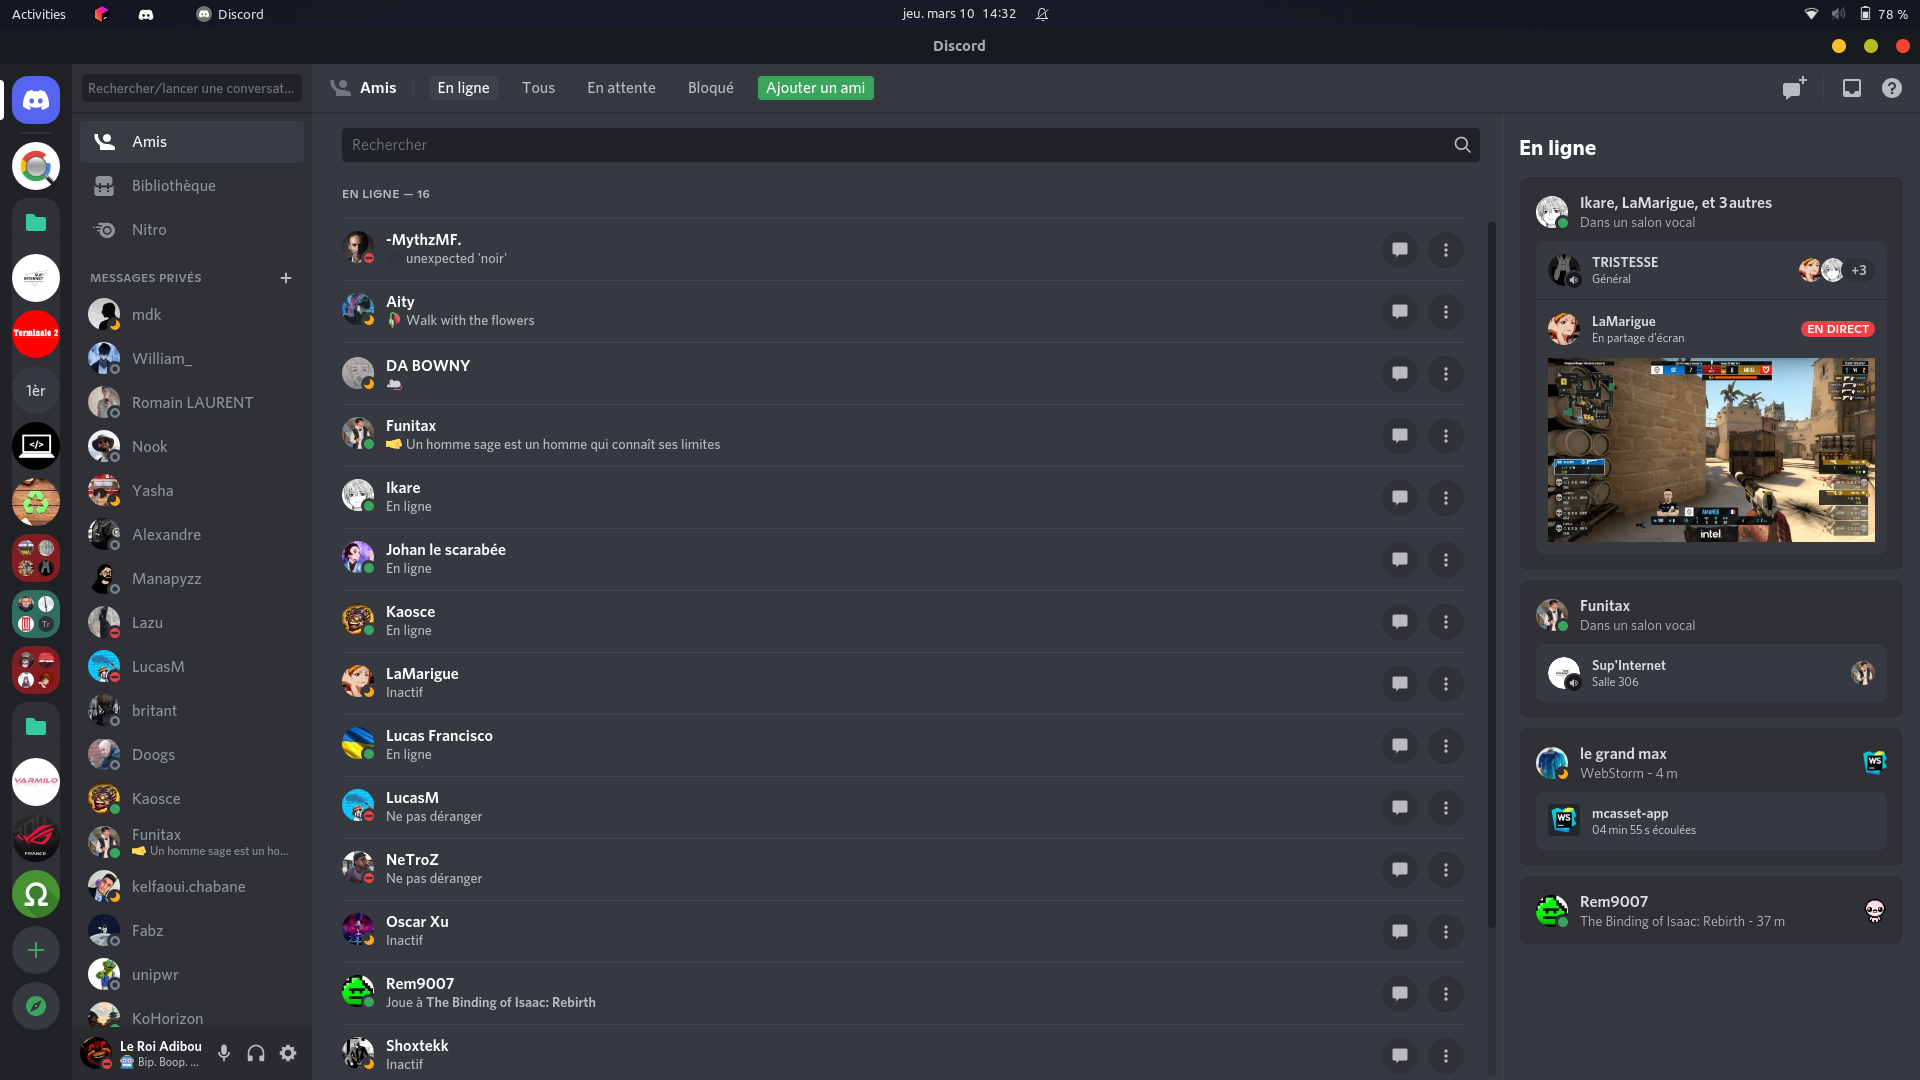 Activities
Discord
jeu. mars 10 14:32
78 %
Discord
Rechercher/lancer une conversat...
Amis
Bibliothèque
Nitro
MESSAGES PRIVÉS
mdk
William_
Romain LAURENT
Nook
Yasha
Alexandre
Manapyzz
Lazu
LucasM
britant
Doogs
Kaosce
Funitax
Un homme sage est un ho...
kelfaoui.chabane
Fabz
unipwr
KoHorizon
Le Roi Adibou
Bip. Boop. ...
Terminale 2
1èr
Tr
VARMILO
FRANCE
Amis
En ligne
Tous
En attente
Bloqué
Ajouter un ami
Rechercher
EN LIGNE — 16
-MythzMF.
unexpected 'noir'
Aity
Walk with the flowers
DA BOWNY
Funitax
Un homme sage est un homme qui connaît ses limites
Ikare
En ligne
Johan le scarabée
En ligne
Kaosce
En ligne
LaMarigue
Inactif
Lucas Francisco
En ligne
LucasM
Ne pas déranger
NeTroZ
Ne pas déranger
Oscar Xu
Inactif
Rem9007
Joue à The Binding of Isaac: Rebirth
Shoxtekk
Inactif
En ligne
Ikare, LaMarigue, et 3 autres
Dans un salon vocal
TRISTESSE
Général
+3
LaMarigue
En partage d'écran
EN DIRECT
AMANEK
intel
Funitax
Dans un salon vocal
Sup'Internet
Salle 306
le grand max
WebStorm - 4 m
WS
WS
mcasset-app
04 min 55 s écoulées
Rem9007
The Binding of Isaac: Rebirth - 37 m